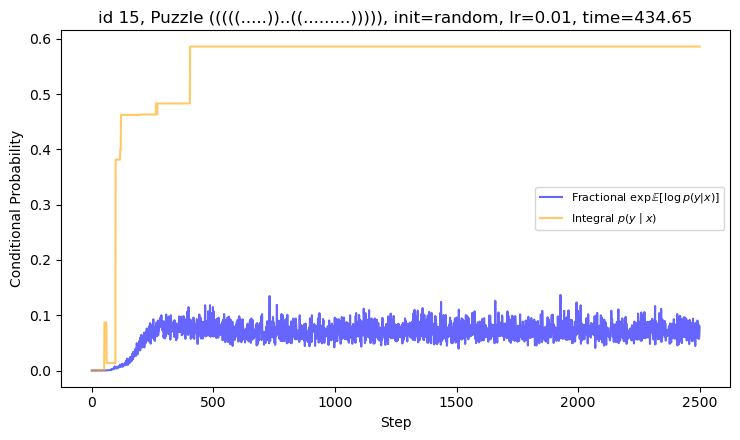 id 15, Puzzle (((((.....))..((.........))))), init=random, lr=0.01, time=434.65
0.6
0.5
0.4
0.3
0.2
0.1
0.0
Conditional Probability
Fractional exp𝔼[log p(y|x)]
Integral p(y | x)
0 500 1000 1500 2000 2500
Step